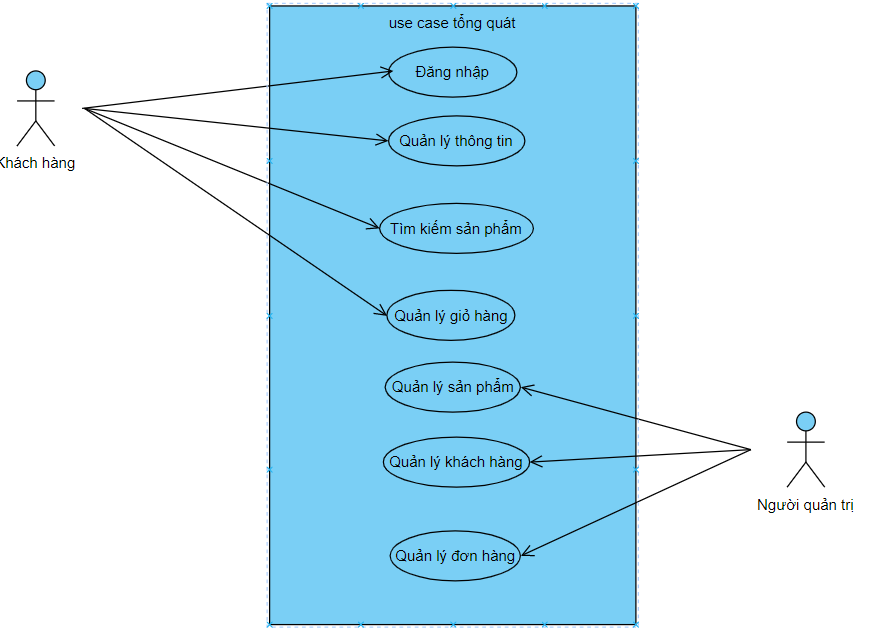 use case tổng quát
Đăng nhập
Quản lý thông tin
Khách hàng
Tìm kiếm sản phẩm
Quản lý giỏ hàng
Quản lý sản phẩm
Quản lý khách hàng
Người quản trị
Quản lý đơn hàng